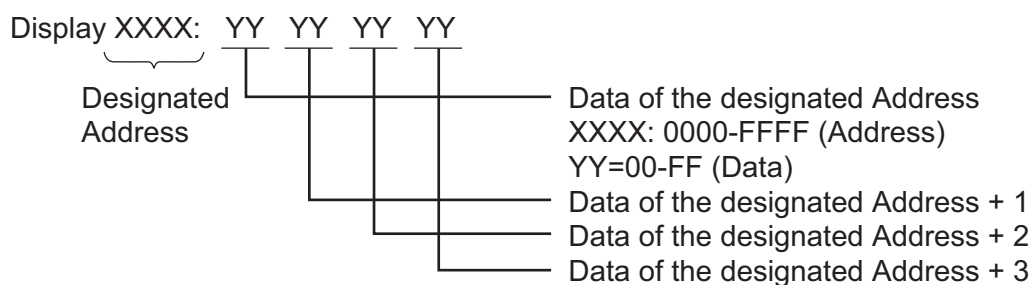 Display XXXX: YY YY YY YY
Designated
Address
Data of the designated Address
XXXX: 0000-FFFF (Address)
YY=00-FF (Data)
Data of the designated Address + 1
Data of the designated Address + 2
Data of the designated Address + 3